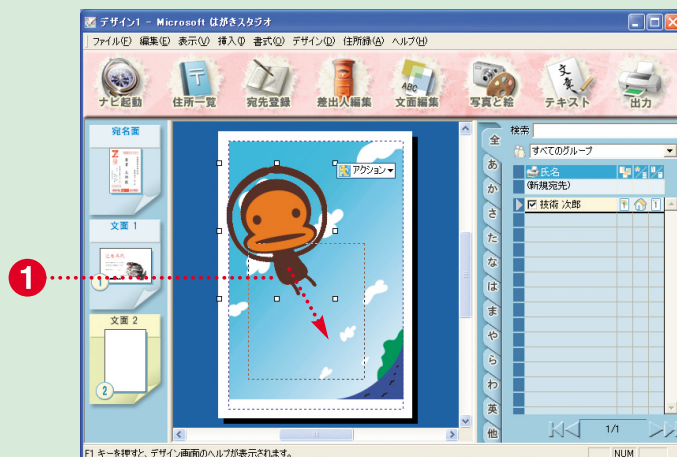 デザイン1 - Microsoft はがきスタジオ
ファイル(F) 編集(E) 表示(V) 挿入(I) 書式(O) デザイン(D) 住所録(A) ヘルプ(H)
ナビ起動 住所一覧 宛先登録 差出人編集 文面編集 写真と絵 テキスト 出力
ABC
文章
宛名面
文面 1
1
文面 2
2
1
アクション
検索
すべてのグループ
氏名
(新規宛先)
技術 次郎 1
全
あ
か
さ
た
な
は
ま
や
ら
わ
英
他
1/1
F1 キーを押すと、デザイン画面のヘルプが表示されます。
NUM